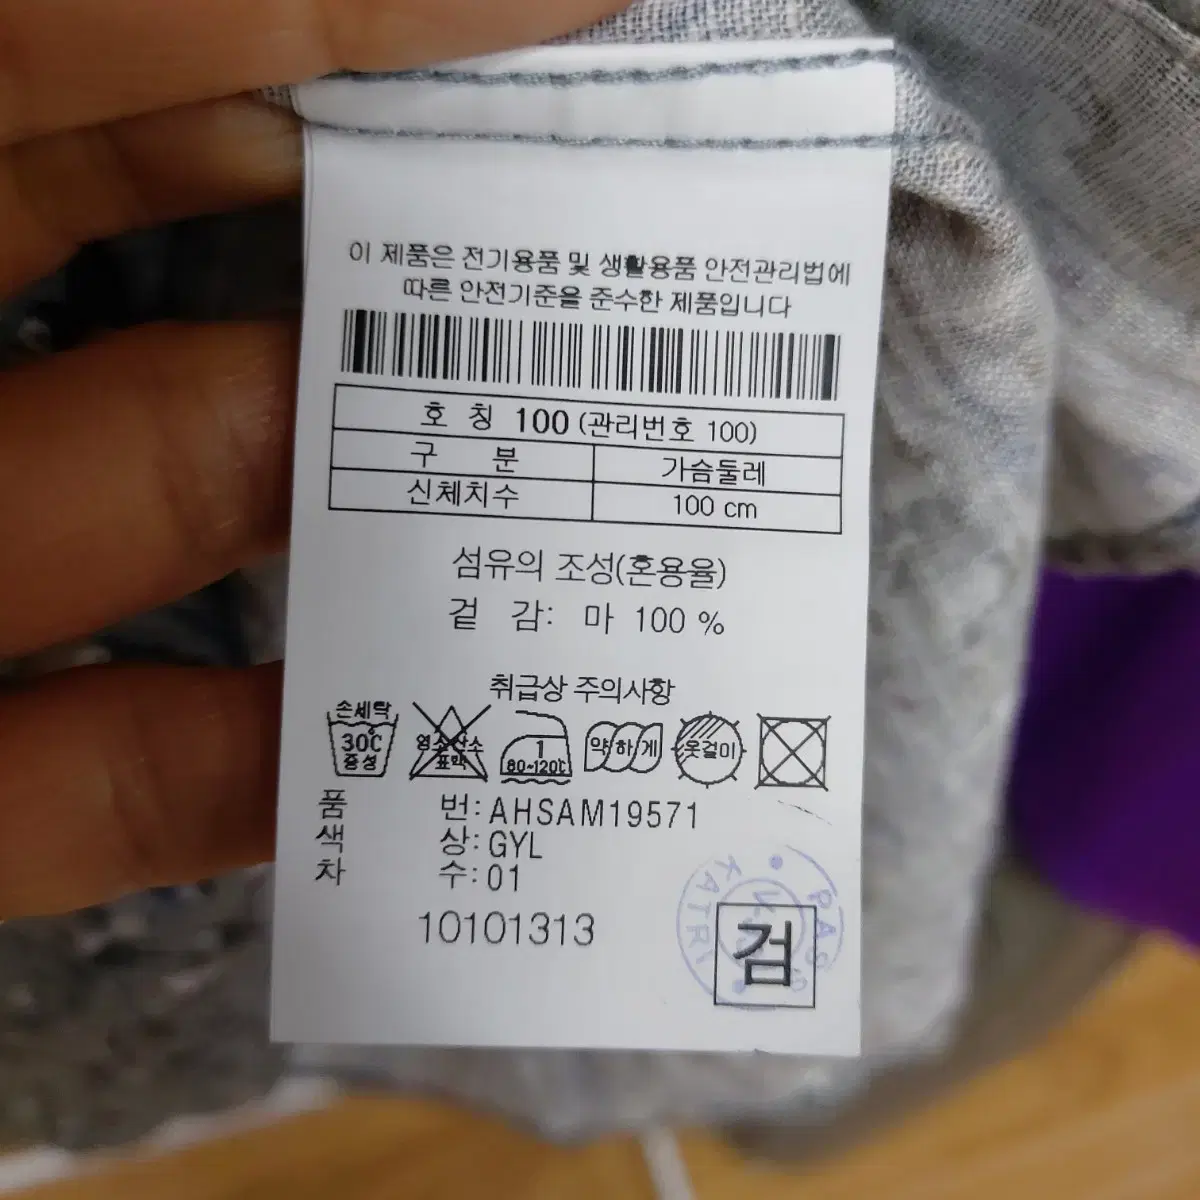 이 제품은 전기용품 및 생활용품 안전관리법에
따른 안전기준을 준수한 제품입니다
호 칭 100 (관리번호 100)
구 분 가슴둘레
신체치수 100 cm
섬유의 조성(혼용율)
겉 감: 마 100 %
취급상 주의사항
손세탁
30℃
중성
염소산소
표백
1
80~120℃
약하게
옷걸이
품 번: AHSAM19571
색 상: GYL
차 수: 01
10101313
검
KATRI